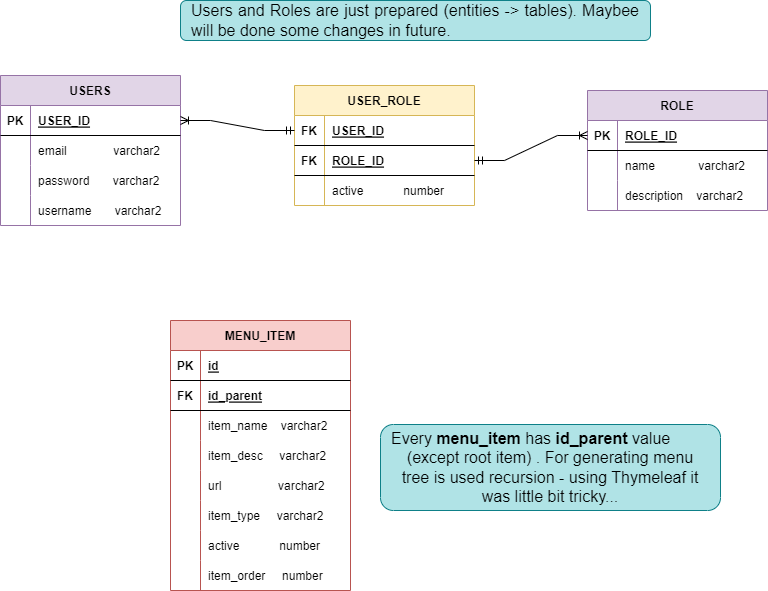 Users and Roles are just prepared (entities -> tables). Maybee
will be done some changes in future.
USERS
PK USER_ID
email varchar2
password varchar2
username varchar2
USER_ROLE
FK USER_ID
FK ROLE_ID
active number
ROLE
PK ROLE_ID
name varchar2
description varchar2
MENU_ITEM
PK id
FK id_parent
item_name varchar2
item_desc varchar2
url varchar2
item_type varchar2
active number
item_order number
Every menu_item has id_parent value
(except root item) . For generating menu
tree is used recursion - using Thymeleaf it
was little bit tricky...